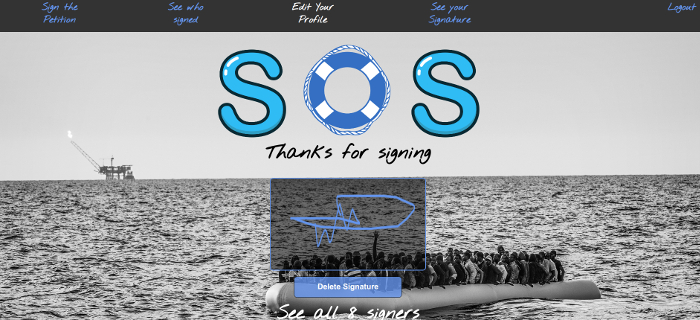 Sign the
Petition
See who
signed
Edit Your
Profile
See your
Signature
Logout
SOS
Thanks for signing
Delete Signature
See all 8 signers